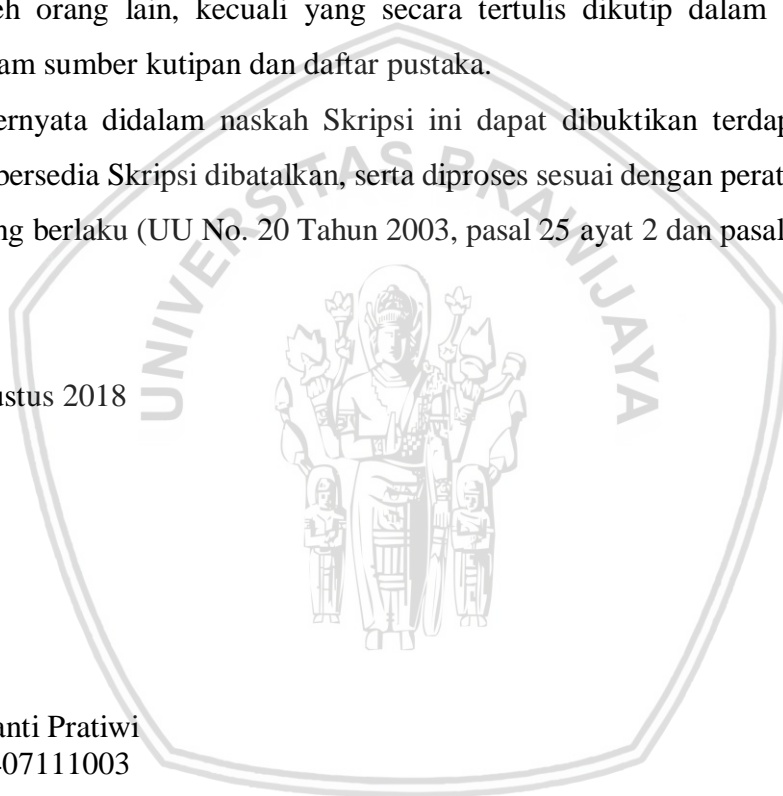 eh orang lain, kecuali yang secara tertulis dikutip dalam
am sumber kutipan dan daftar pustaka.
ernyata didalam naskah Skripsi ini dapat dibuktikan terdap
bersedia Skripsi dibatalkan, serta diproses sesuai dengan perat
ng berlaku (UU No. 20 Tahun 2003, pasal 25 ayat 2 dan pasal
UNIVERSITAS BRAWIJAYA
ustus 2018
anti Pratiwi
407111003